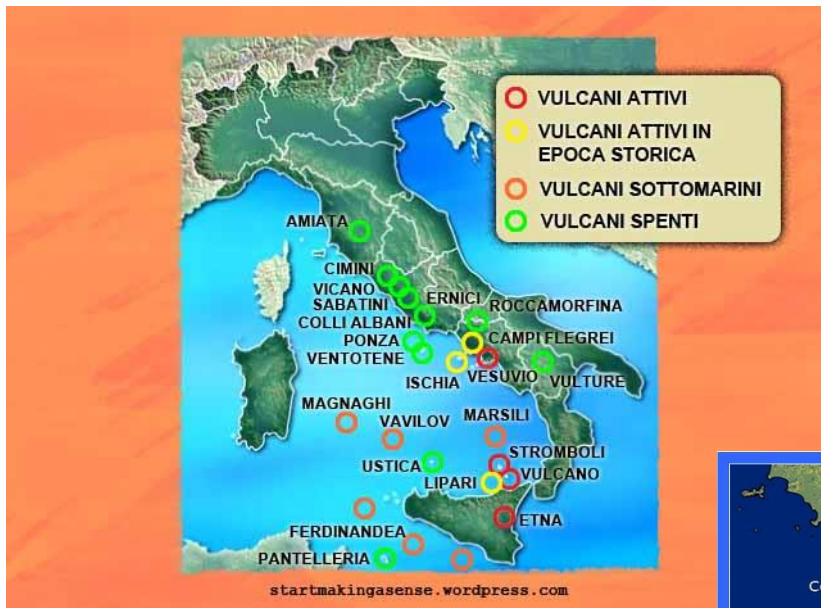 VULCANI ATTIVI
VULCANI ATTIVI IN
EPOCA STORICA
VULCANI SOTTOMARINI
VULCANI SPENTI
AMIATA
CIMINI
VICANO
SABATINI
ERNICI
ROCCAMORFINA
COLLI ALBANI
PONZA
CAMPI FLEGREI
VENTOTENE
ISCHIA
VESUVIO
VULTURE
MAGNAGHI
VAVILOV
MARSILI
STROMBOLI
USTICA
VULCANO
LIPARI
ETNA
FERDINANDEA
PANTELLERIA
startmakingasense.wordpress.com